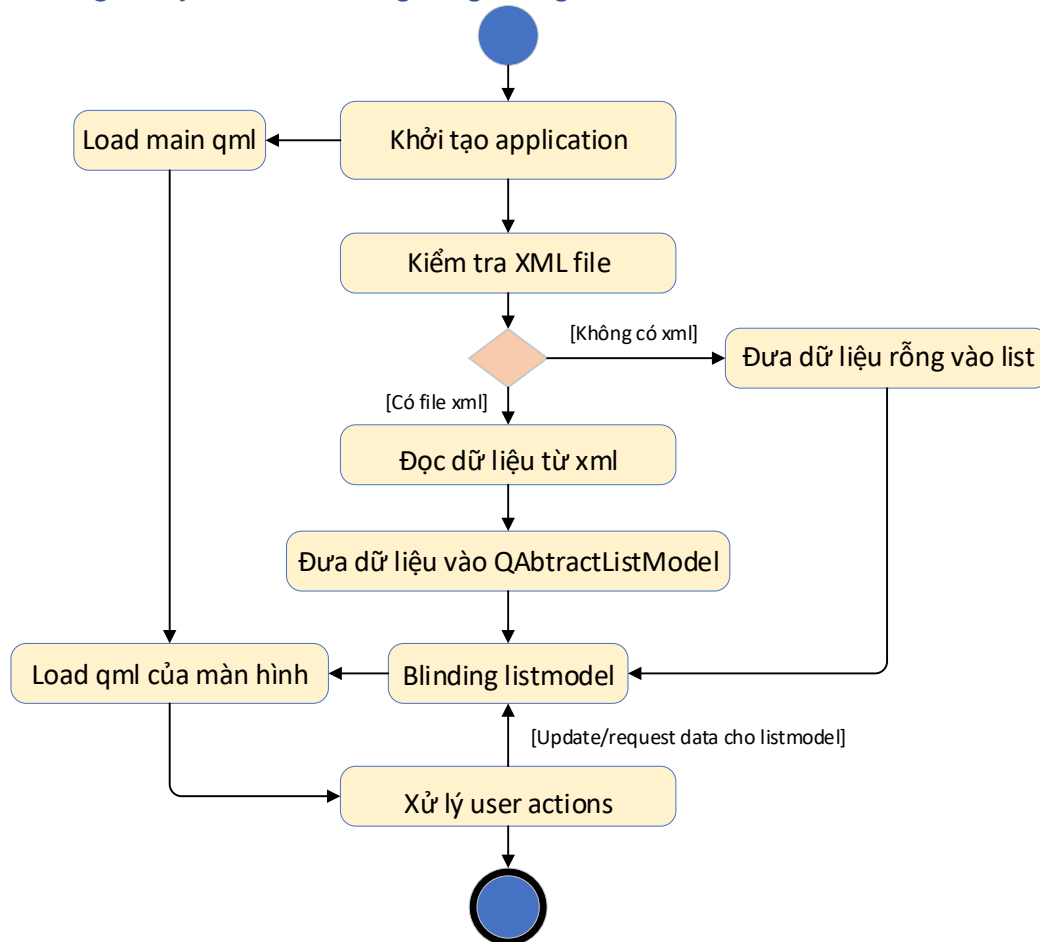 Load main qml
Khởi tạo application
Kiểm tra XML file
[Không có xml]
Đưa dữ liệu rỗng vào list
[Có file xml]
Đọc dữ liệu từ xml
Đưa dữ liệu vào QAbtractListModel
Load qml của màn hình
Blinding listmodel
[Update/request data cho listmodel]
Xử lý user actions